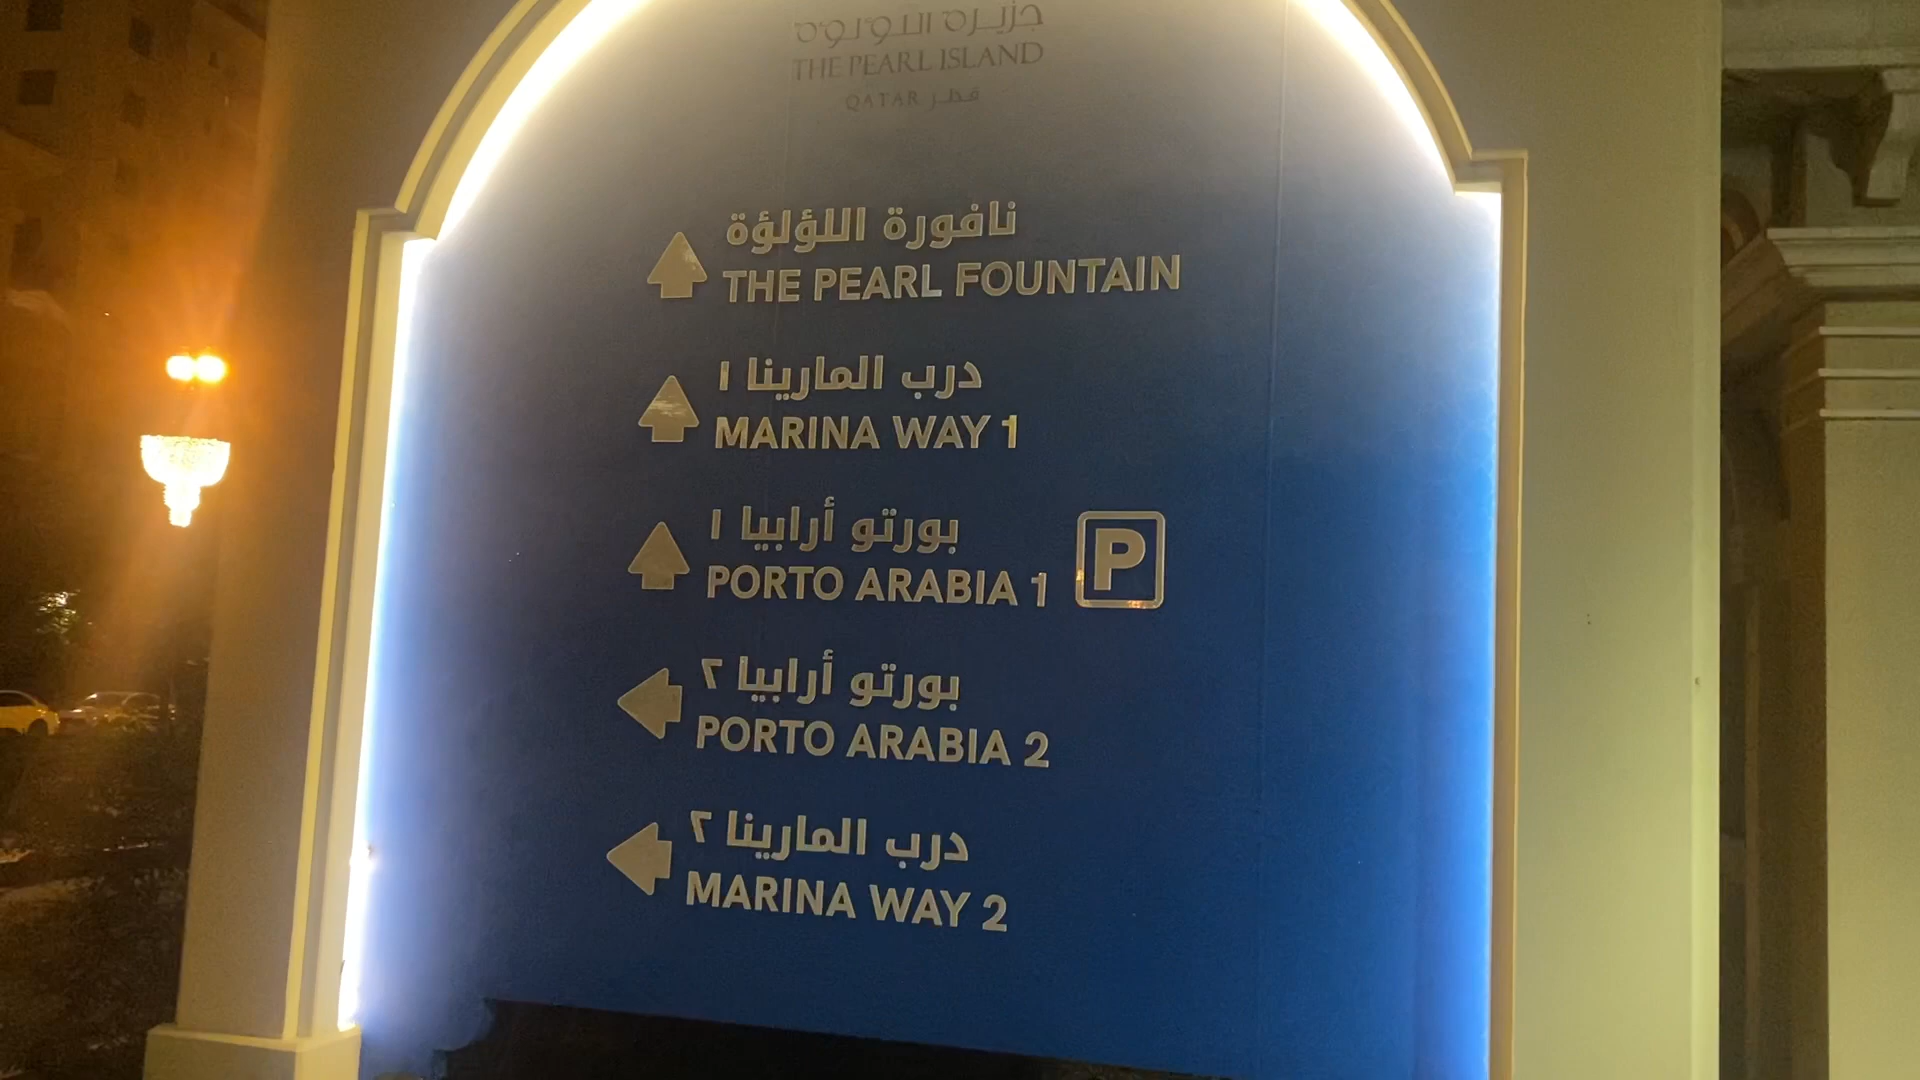 جزيرة اللؤلؤة
THE PEARL ISLAND
QATAR قطر
نافورة اللؤلؤة
THE PEARL FOUNTAIN
درب المارينا ١
MARINA WAY 1
بورتو أرابيا ١
PORTO ARABIA 1
P
بورتو أرابيا ٢
PORTO ARABIA 2
درب المارينا ٢
MARINA WAY 2